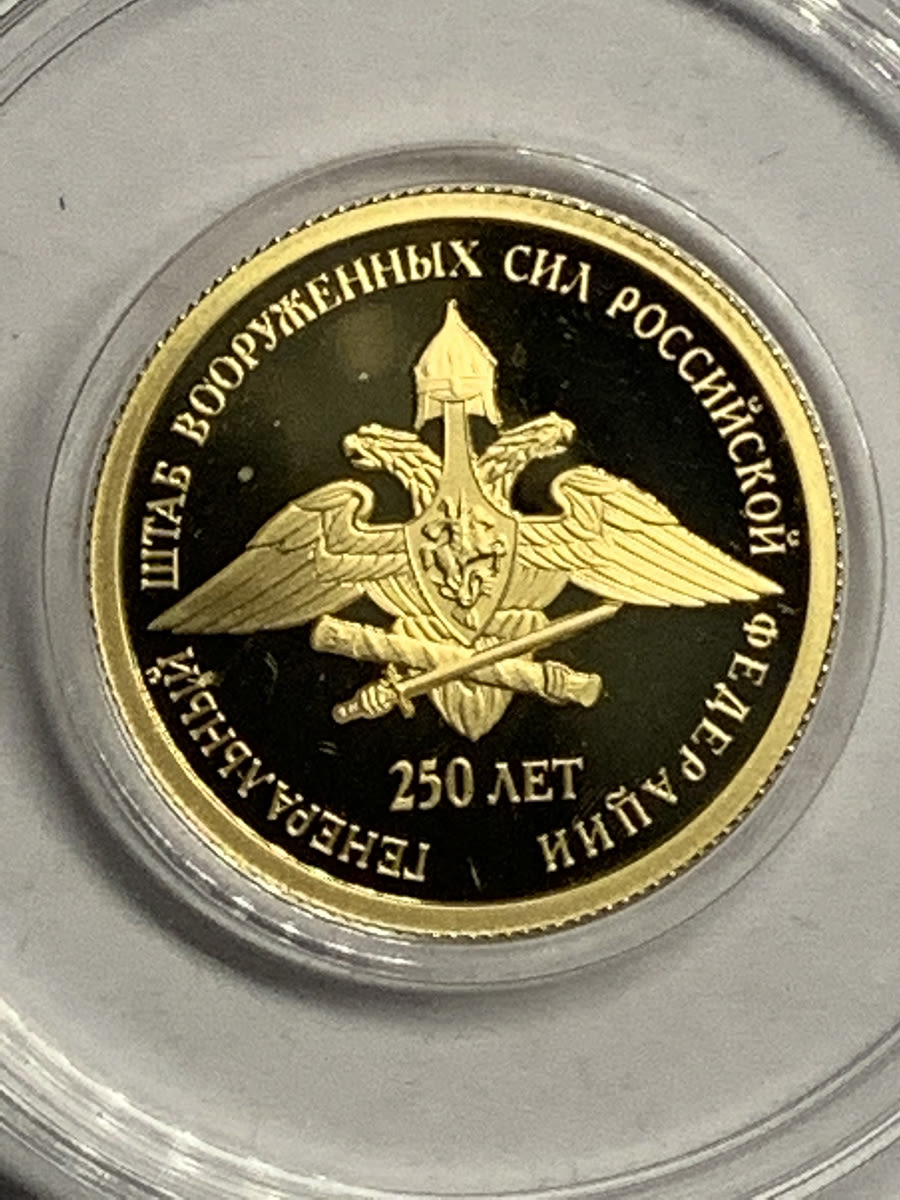 ГЕНЕРАЛЬНЫЙ ШТАБ ВООРУЖЕННЫХ СИЛ РОССИЙСКОЙ ФЕДЕРАЦИИ
250 ЛЕТ